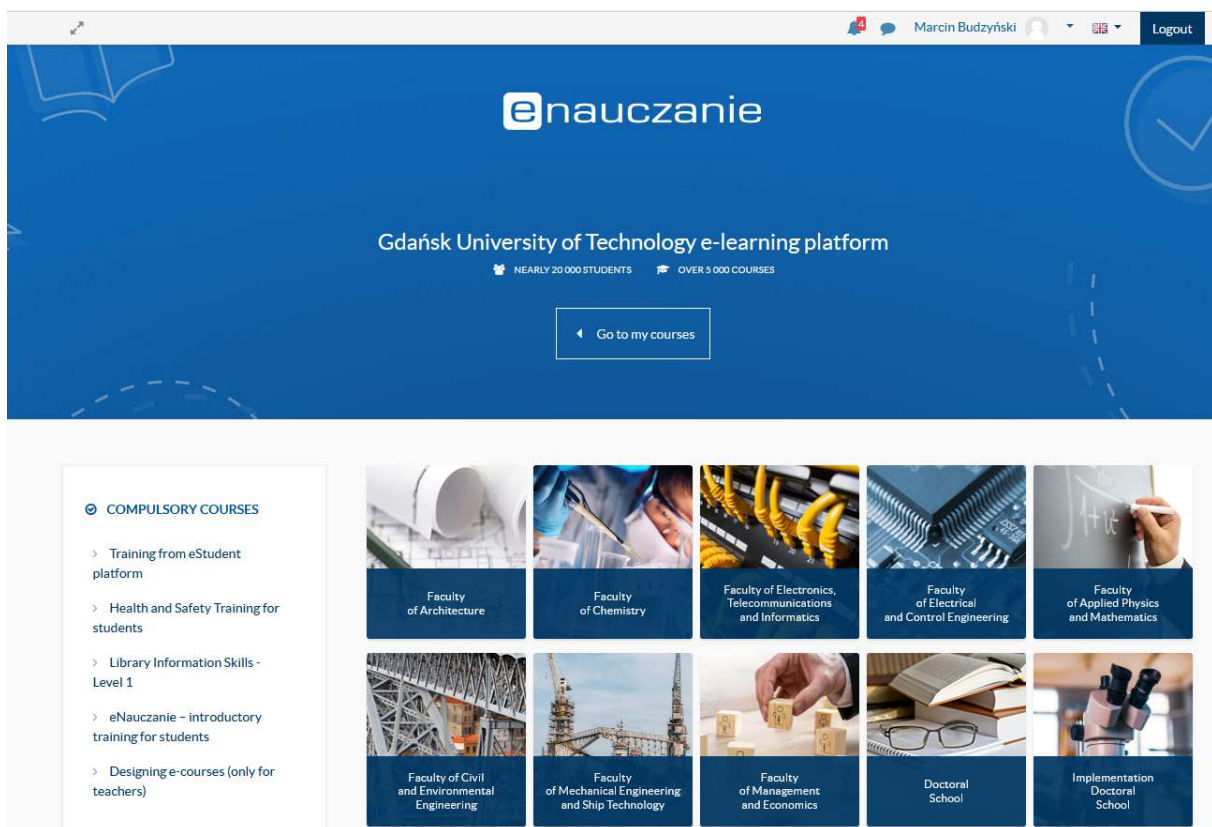 4
Marcin Budzyński
Logout
enauczanie
Gdańsk University of Technology e-learning platform
NEARLY 20 000 STUDENTS OVER 5 000 COURSES
Go to my courses
COMPULSORY COURSES
> Training from eStudent
platform
> Health and Safety Training for
students
> Library Information Skills -
Level 1
> eNauczanie – introductory
training for students
> Designing e-courses (only for
teachers)
Faculty
of Architecture
Faculty
of Chemistry
Faculty of Electronics,
Telecommunications
and Informatics
Faculty
of Electrical
and Control Engineering
Faculty
of Applied Physics
and Mathematics
Faculty of Civil
and Environmental
Engineering
Faculty
of Mechanical Engineering
and Ship Technology
Faculty
of Management
and Economics
Doctoral
School
Implementation
Doctoral
School